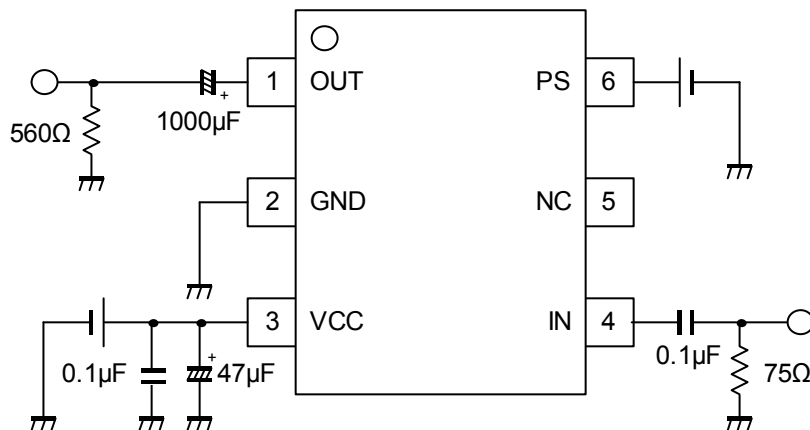 1 OUT PS 6
560Ω
+
1000µF
2 GND NC 5
3 VCC IN 4
0.1µF
+
47µF
0.1µF
75Ω